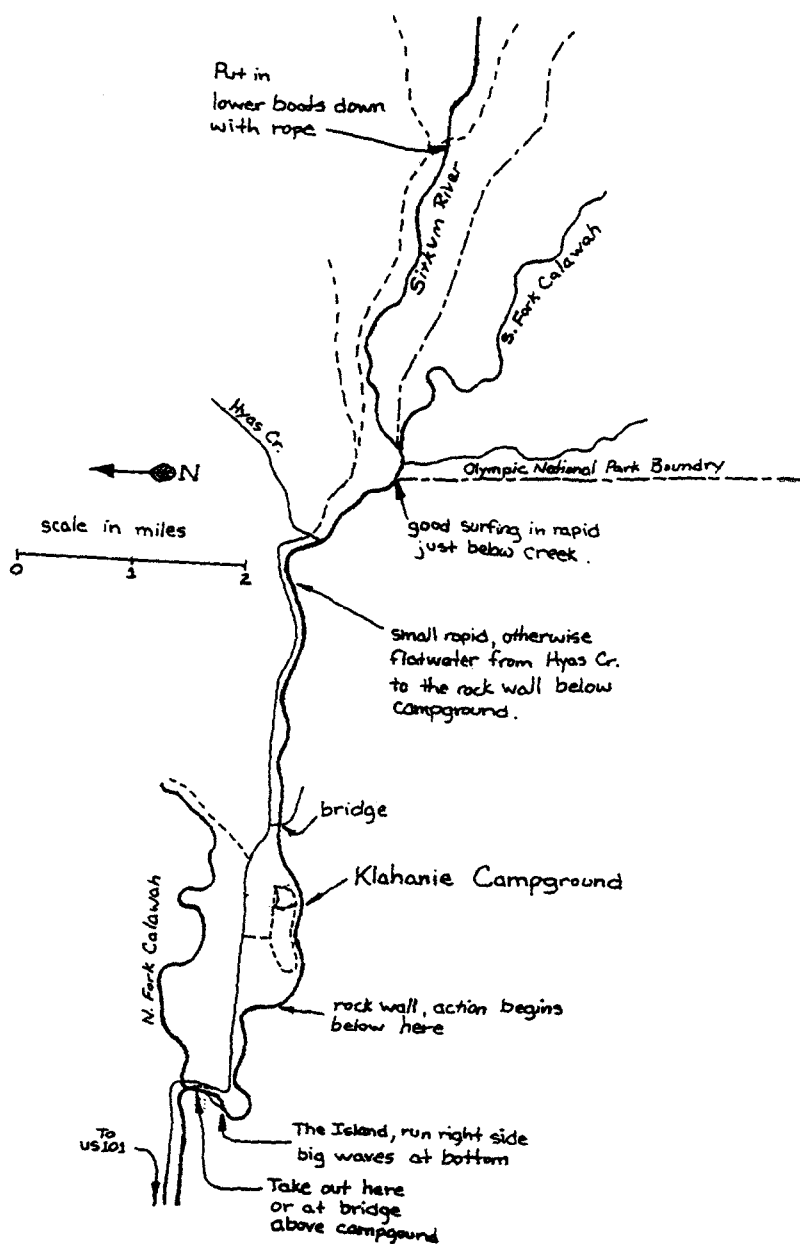 Put in
lower boats down
with rope
Sitkum River
S. Fork Calawah
Hyas Cr.
N
Olympic National Park Boundry
scale in miles
0 1 2
good surfing in rapid
just below creek.
small rapid, otherwise
flatwater from Hyas Cr.
to the rock wall below
campground.
bridge
Klahanie Campground
N. Fork Calawah
rock wall, action begins
below here
To
US101
The Island, run right side
big waves at bottom
Take out here
or at bridge
above campgound